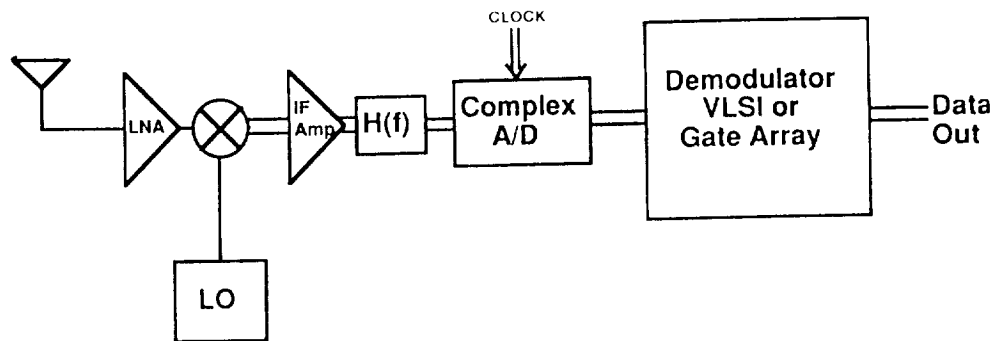 CLOCK
LNA
IF
Amp
H(f)
Complex
A/D
Demodulator
VLSI or
Gate Array
Data
Out
LO